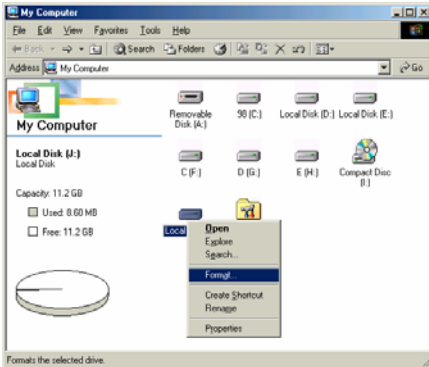 My Computer
File Edit View Favorites Tools Help
Back Search Folders
Address My Computer Go
My Computer
Local Disk (J:)
Local Disk
Capacity: 11.2 GB
Used: 8.60 MB
Free: 11.2 GB
Removable Disk (A:)
98 (C:)
Local Disk (D:)
Local Disk (E:)
C (F:)
D (G:)
E (H:)
Compact Disc (I:)
Local
Open
Explore
Search...
Format...
Create Shortcut
Rename
Properties
Formats the selected drive.